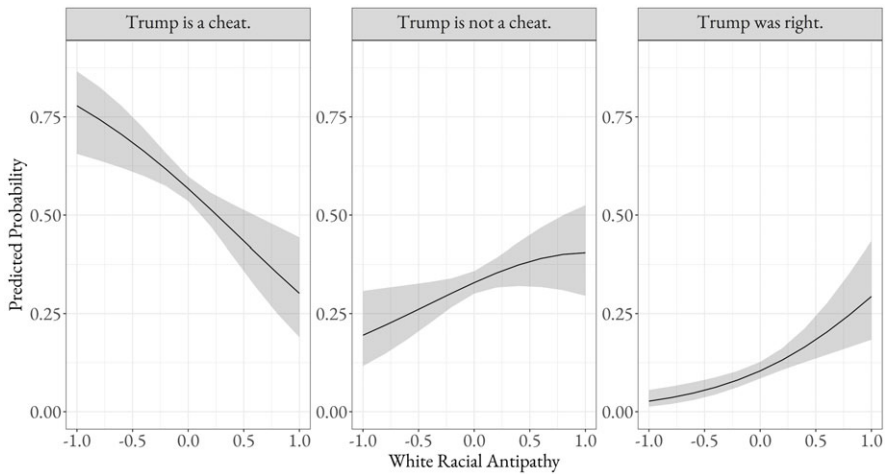 Trump is a cheat.
Trump is not a cheat.
Trump was right.
Predicted Probability
0.75
0.50
0.25
0.00
0.75
0.50
0.25
0.00
0.75
0.50
0.25
0.00
-1.0 -0.5 0.0 0.5 1.0
-1.0 -0.5 0.0 0.5 1.0
-1.0 -0.5 0.0 0.5 1.0
White Racial Antipathy